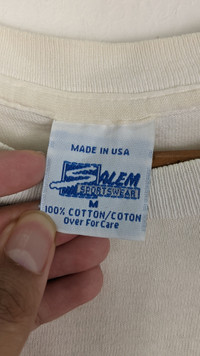 MADE IN USA
SALEM
SPORTSWEAR
M
100% COTTON/COTON
Over For Care